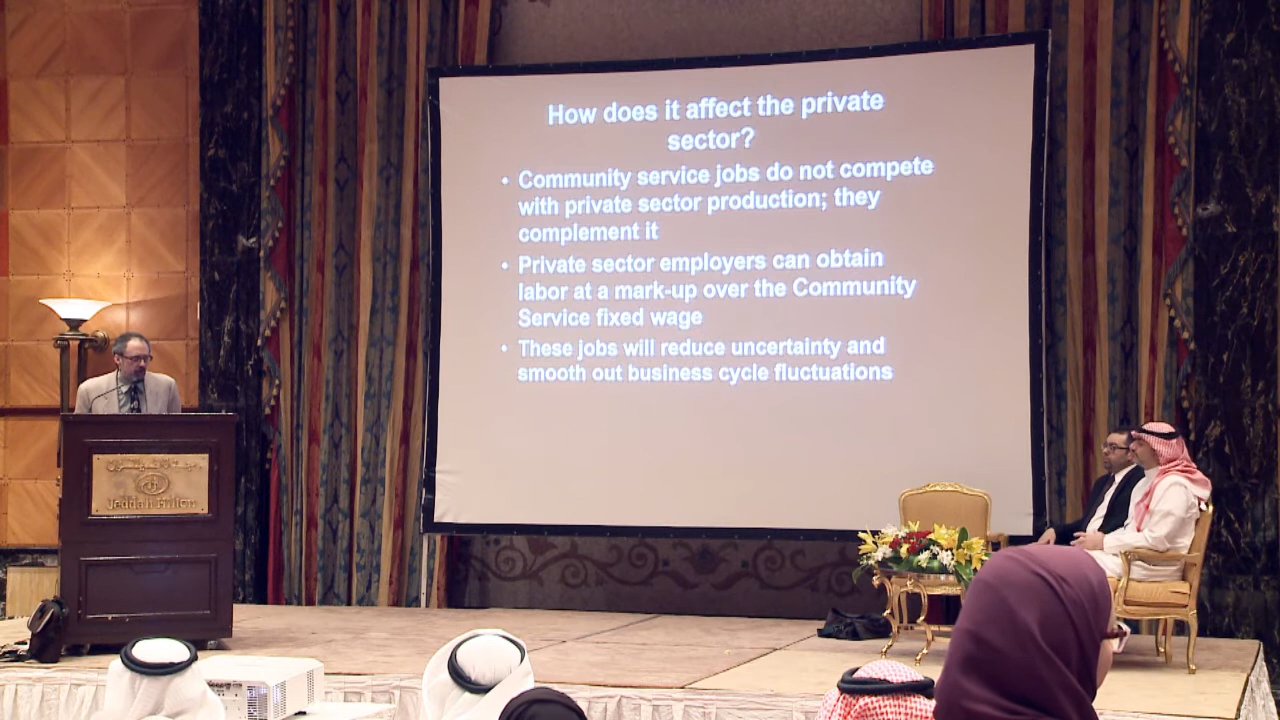 How does it affect the private
sector?
• Community service jobs do not compete
with private sector production; they
complement it
• Private sector employers can obtain
labor at a mark-up over the Community
Service fixed wage
• These jobs will reduce uncertainty and
smooth out business cycle fluctuations
Jeddah Hilton